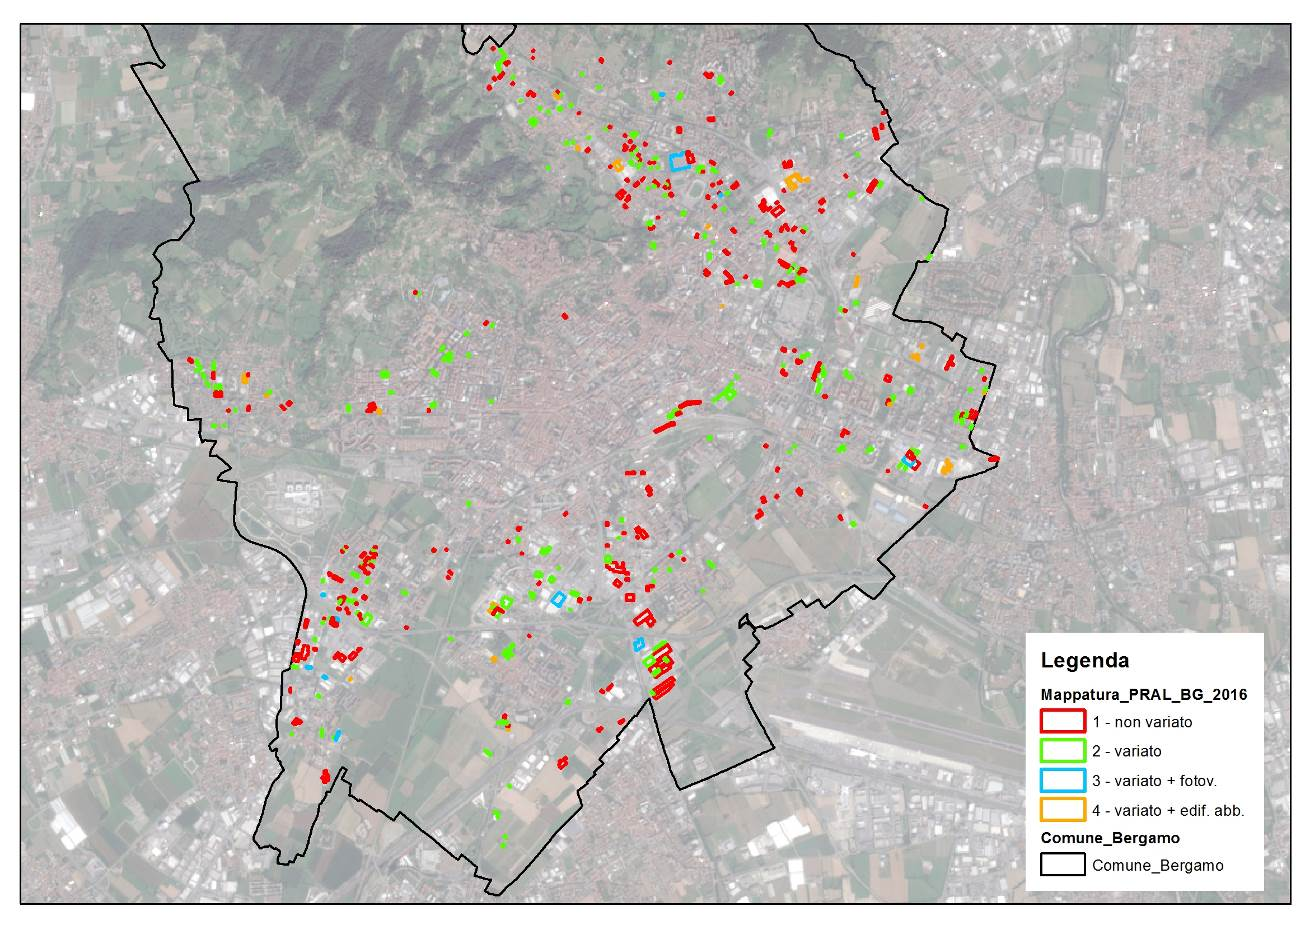 Legenda
Mappatura_PRAL_BG_2016
1 - non variato
2 - variato
3 - variato + fotov.
4 - variato + edif. abb.
Comune_Bergamo
Comune_Bergamo